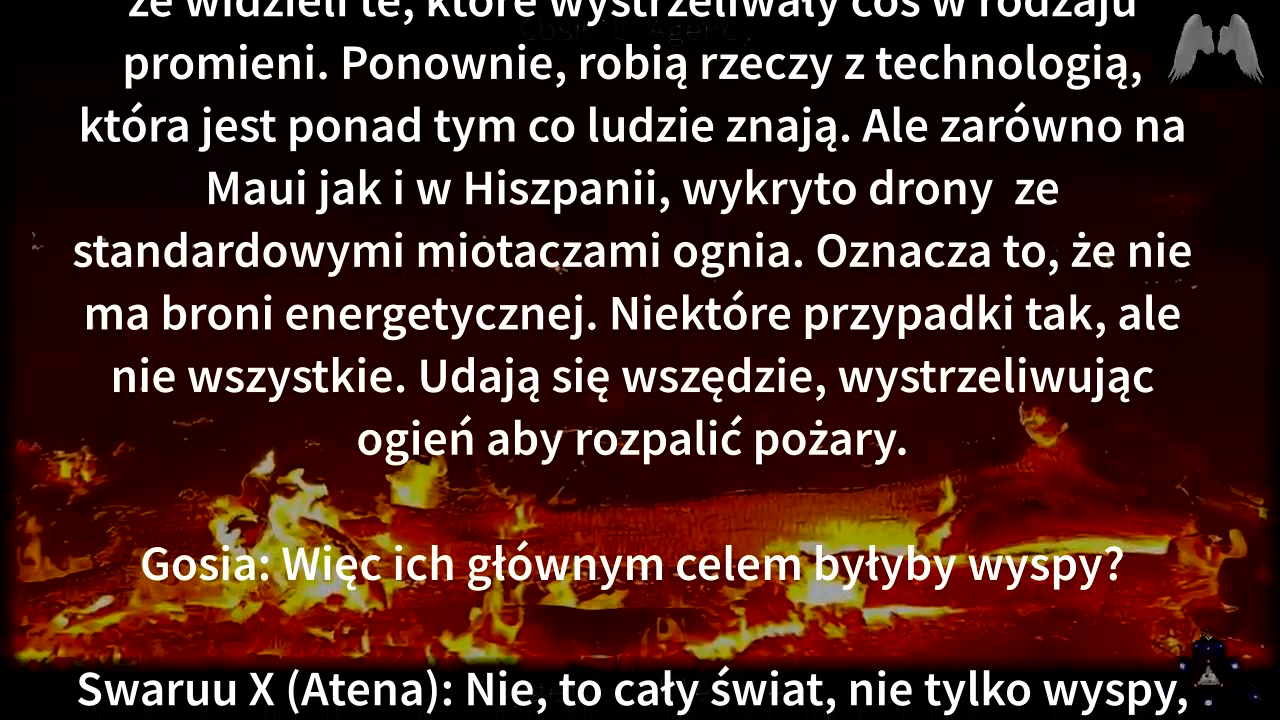 że widzieli te, które wystrzeliwały coś w rodzaju
promieni. Ponownie, robią rzeczy z technologią,
która jest ponad tym co ludzie znają. Ale zarówno na
Maui jak i w Hiszpanii, wykryto drony  ze
standardowymi miotaczami ognia. Oznacza to, że nie
ma broni energetycznej. Niektóre przypadki tak, ale
nie wszystkie. Udają się wszędzie, wystrzeliwując
ogień aby rozpalić pożary.
Gosia: Więc ich głównym celem byłyby wyspy?
Swaruu X (Atena): Nie, to cały świat, nie tylko wyspy,